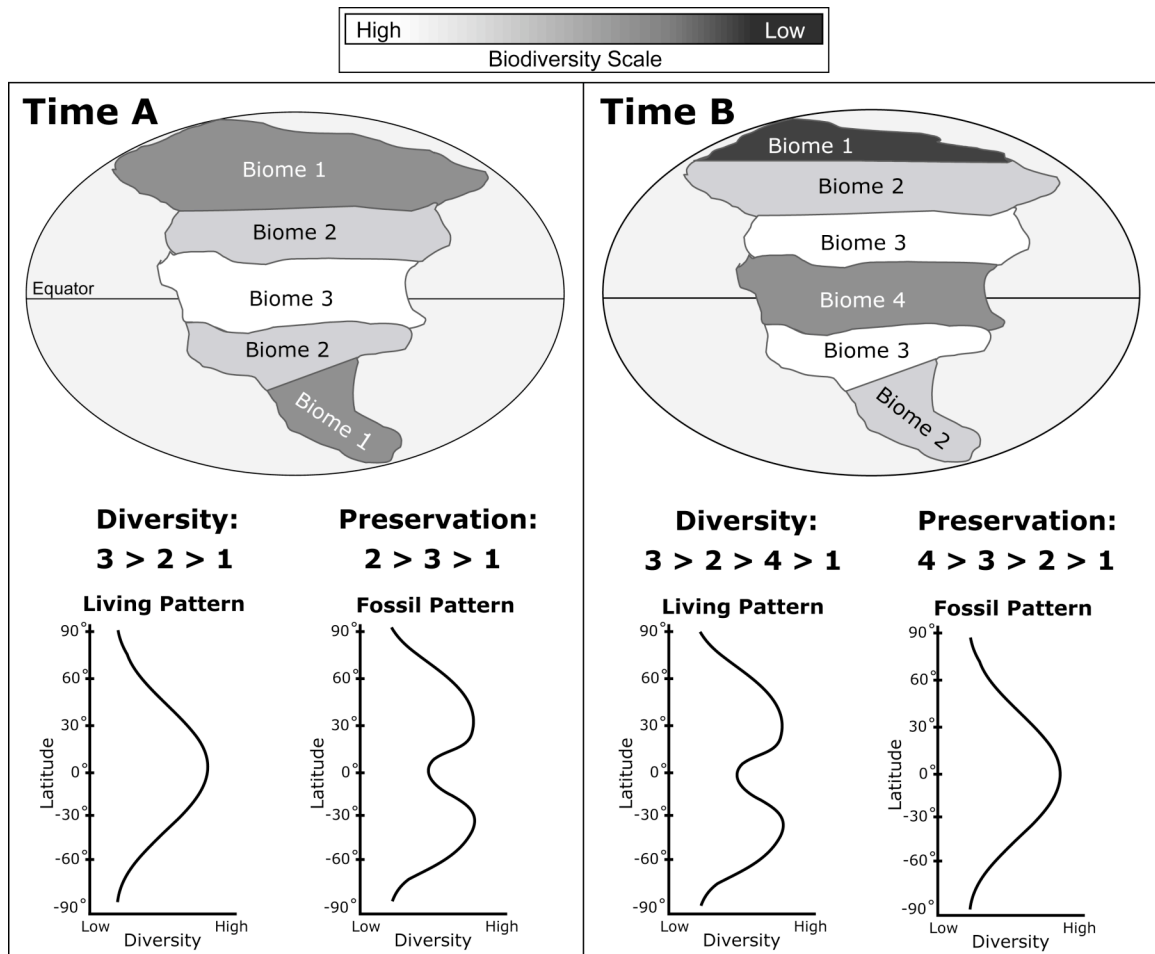 High Low
Biodiversity Scale
Time A
Biome 1
Biome 2
Equator
Biome 3
Biome 2
Biome 1
Diversity:
3 > 2 > 1
Preservation:
2 > 3 > 1
Living Pattern
90°
60°
30°
0°
-30°
-60°
-90°
Latitude
Low High
Diversity
Fossil Pattern
90°
60°
30°
0°
-30°
-60°
-90°
Latitude
Low High
Diversity
Time B
Biome 1
Biome 2
Biome 3
Biome 4
Biome 3
Biome 2
Diversity:
3 > 2 > 4 > 1
Preservation:
4 > 3 > 2 > 1
Living Pattern
90°
60°
30°
0°
-30°
-60°
-90°
Latitude
Low High
Diversity
Fossil Pattern
90°
60°
30°
0°
-30°
-60°
-90°
Latitude
Low High
Diversity